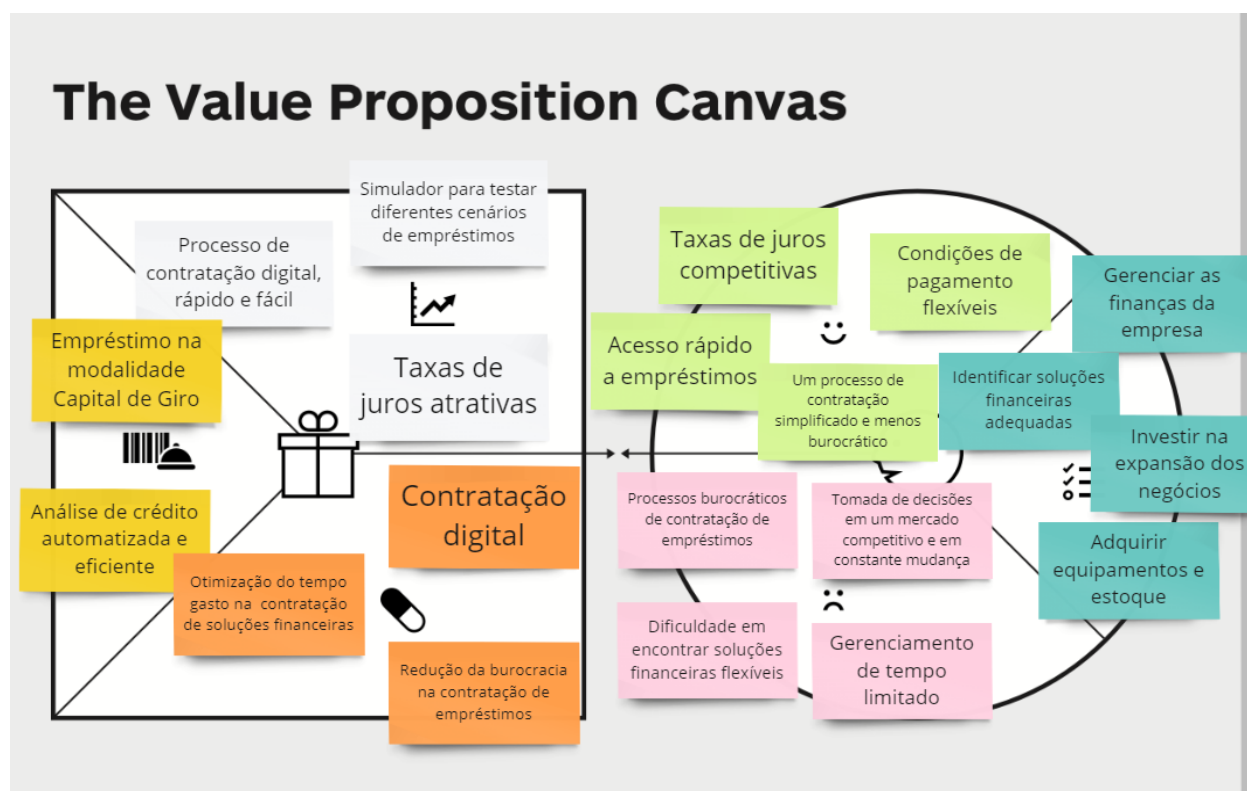 The Value Proposition Canvas
Simulador para testar
diferentes cenários
de empréstimos
Processo de
contratação digital,
rápido e fácil
Empréstimo na
modalidade
Capital de Giro
Taxas de
juros atrativas
Análise de crédito
automatizada e
eficiente
Contratação
digital
Otimização do tempo
gasto na contratação
de soluções financeiras
Redução da burocracia
na contratação de
empréstimos
Taxas de juros
competitivas
Condições de
pagamento
flexíveis
Acesso rápido
a empréstimos
Um processo de
contratação
simplificado e menos
burocrático
Gerenciar as
finanças da
empresa
Identificar soluções
financeiras
adequadas
Investir na
expansão dos
negócios
Adquirir
equipamentos e
estoque
Processos burocráticos
de contratação de
empréstimos
Tomada de decisões
em um mercado
competitivo e em
constante mudança
Dificuldade em
encontrar soluções
financeiras flexíveis
Gerenciamento
de tempo
limitado